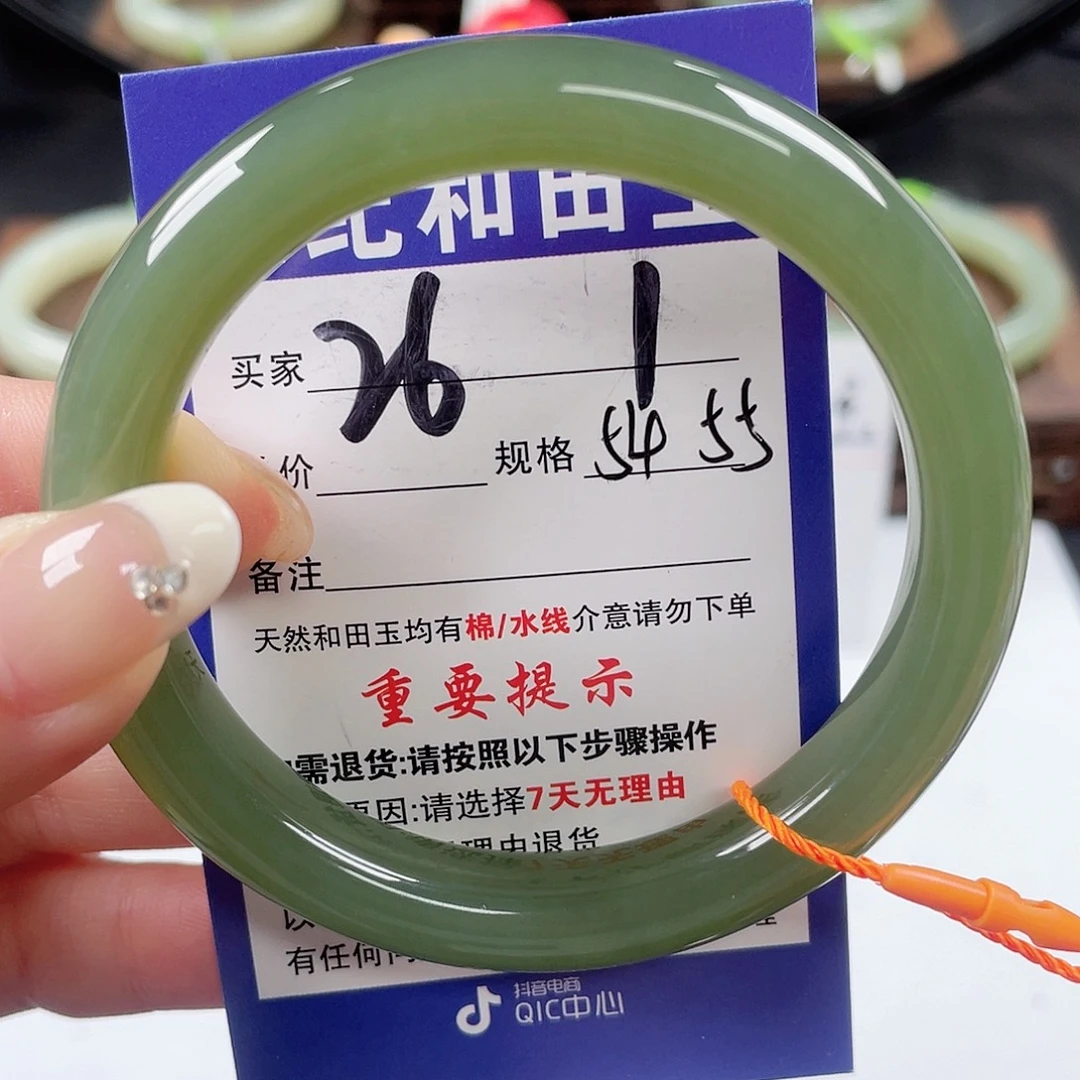 和田玉
买家 26 1
价 规格 54 55
备注
天然和田玉均有棉/水线介意请勿下单
重要提示
需退货:请按照以下步骤操作
原因:请选择7天无理由
理由退货
有任何
抖音电商
QIC中心